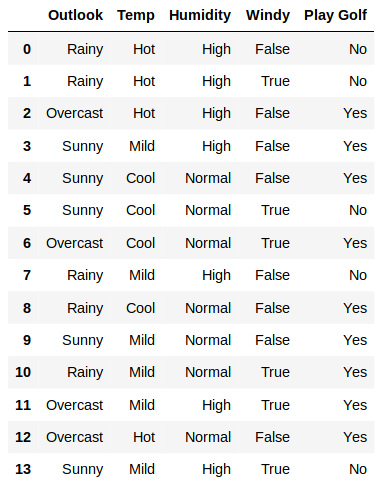 Outlook Temp Humidity Windy Play Golf
0 Rainy Hot High False No
1 Rainy Hot High True No
2 Overcast Hot High False Yes
3 Sunny Mild High False Yes
4 Sunny Cool Normal False Yes
5 Sunny Cool Normal True No
6 Overcast Cool Normal True Yes
7 Rainy Mild High False No
8 Rainy Cool Normal False Yes
9 Sunny Mild Normal False Yes
10 Rainy Mild Normal True Yes
11 Overcast Mild High True Yes
12 Overcast Hot Normal False Yes
13 Sunny Mild High True No